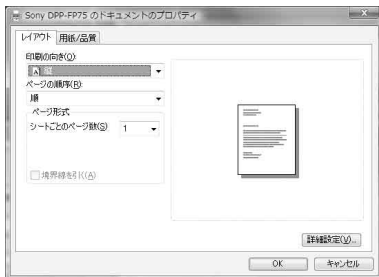 Sony DPP-FP75 のドキュメントのプロパティ
レイアウト 用紙/品質
印刷の向き(O):
縦
ページの順序(R):
順
ページ形式
シートごとのページ数(S) 1
境界線を引く(A)
詳細設定(V)...
OK キャンセル